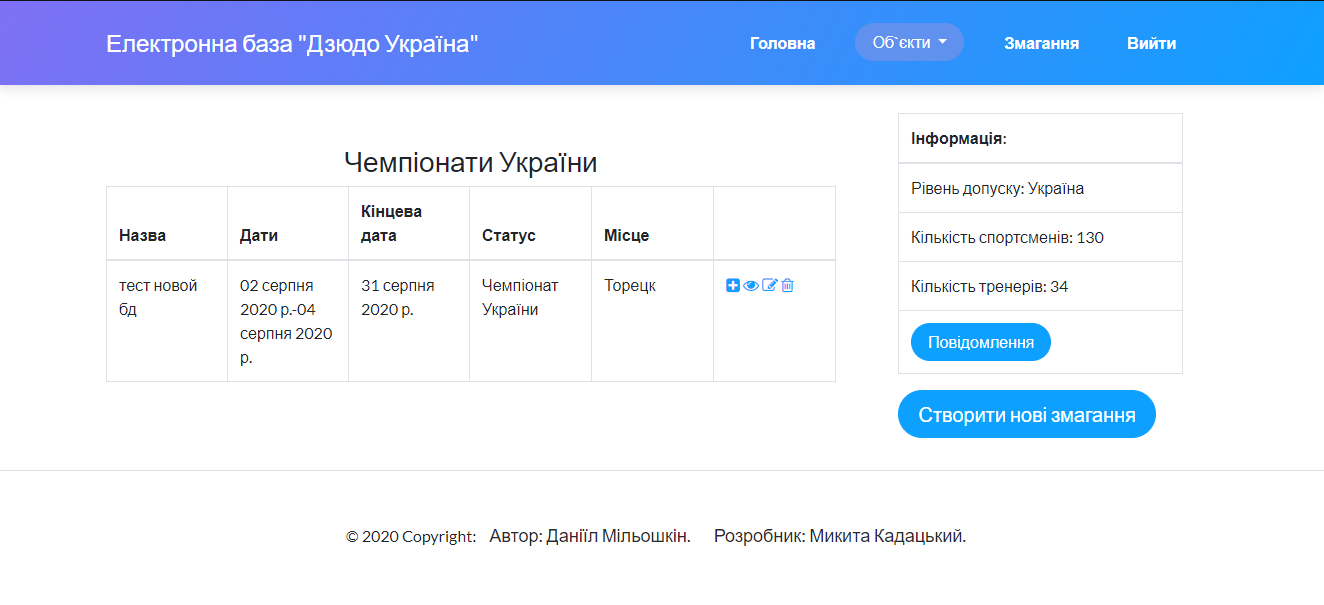 Електронна база "Дзюдо Україна"
Головна
Об`єкти
Змагання
Вийти
Чемпіонати України
Назва
Дати
Кінцева
дата
Статус
Місце
тест новой
бд
02 серпня
2020 р.-04
серпня 2020
р.
31 серпня
2020 р.
Чемпіонат
України
Торецк
Інформація:
Рівень допуску: Україна
Кількість спортсменів: 130
Кількість тренерів: 34
Повідомлення
Створити нові змагання
© 2020 Copyright: Автор: Данііл Мільошкін. Розробник: Микита Кадацький.